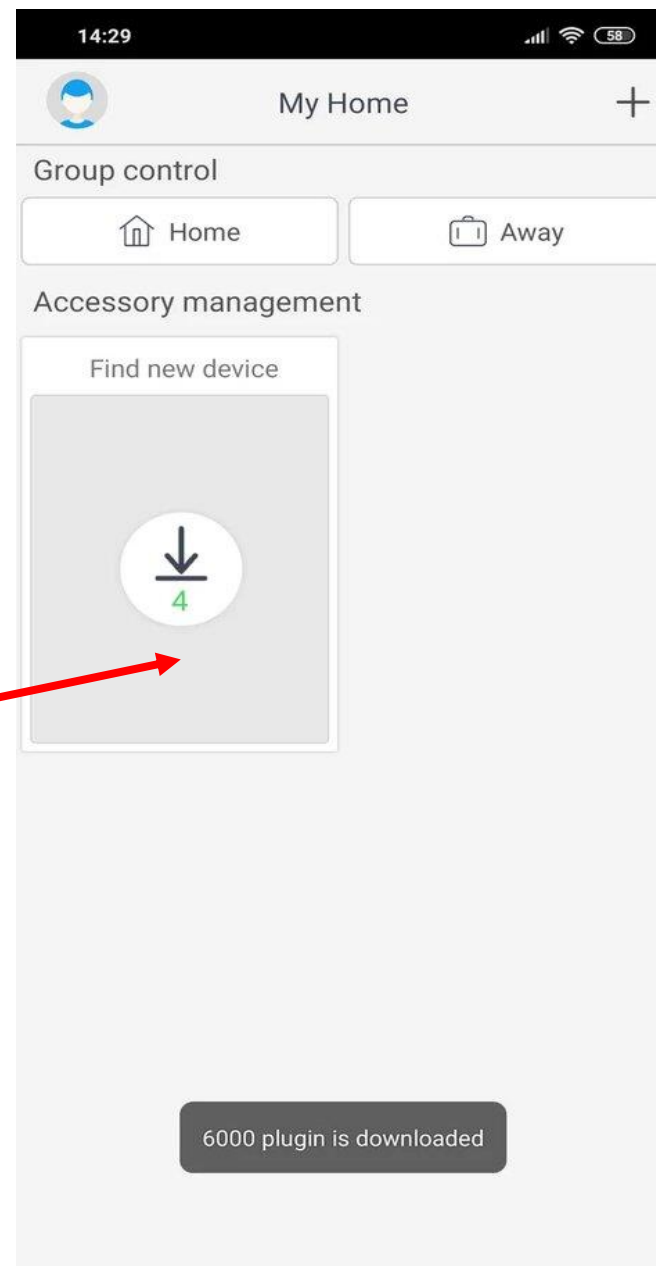 14:29 58
My Home
Group control
Home Away
Accessory management
Find new device
4
6000 plugin is downloaded